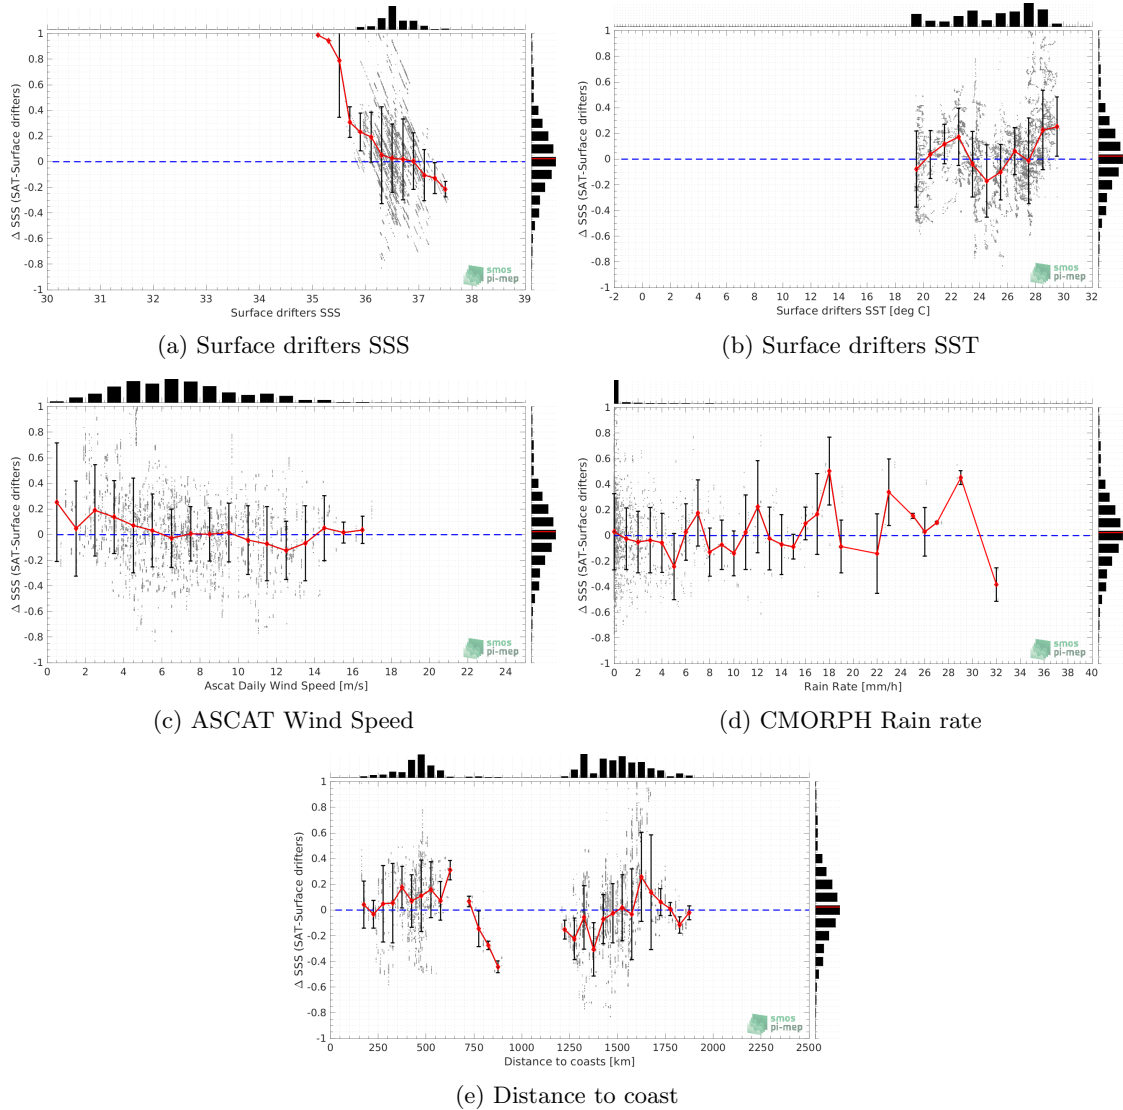 1
0.8
0.6
0.4
0.2
0
-0.2
-0.4
-0.6
-0.8
-1
Δ SSS (SAT-Surface drifters)
30 31 32 33 34 35 36 37 38 39
Surface drifters SSS
smos
pi-mep
(a) Surface drifters SSS
1
0.8
0.6
0.4
0.2
0
-0.2
-0.4
-0.6
-0.8
-1
Δ SSS (SAT-Surface drifters)
-2 0 2 4 6 8 10 12 14 16 18 20 22 24 26 28 30 32
Surface drifters SST [deg C]
smos
pi-mep
(b) Surface drifters SST
1
0.8
0.6
0.4
0.2
0
-0.2
-0.4
-0.6
-0.8
-1
Δ SSS (SAT-Surface drifters)
0 2 4 6 8 10 12 14 16 18 20 22 24
Ascat Daily Wind Speed [m/s]
smos
pi-mep
(c) ASCAT Wind Speed
1
0.8
0.6
0.4
0.2
0
-0.2
-0.4
-0.6
-0.8
-1
Δ SSS (SAT-Surface drifters)
0 2 4 6 8 10 12 14 16 18 20 22 24 26 28 30 32 34 36 38 40
Rain Rate [mm/h]
smos
pi-mep
(d) CMORPH Rain rate
1
0.8
0.6
0.4
0.2
0
-0.2
-0.4
-0.6
-0.8
-1
Δ SSS (SAT-Surface drifters)
0 250 500 750 1000 1250 1500 1750 2000 2250 2500
Distance to coasts [km]
smos
pi-mep
(e) Distance to coast